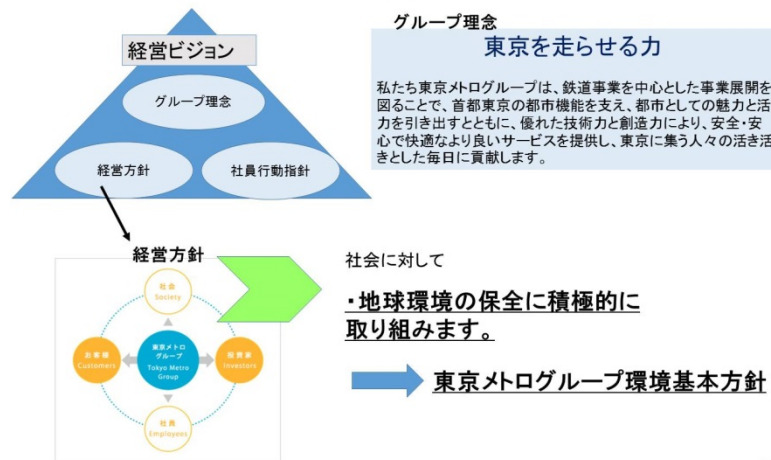 経営ビジョン
グループ理念
経営方針
社員行動指針
グループ理念
東京を走らせる力
私たち東京メトログループは、鉄道事業を中心とした事業展開を
図ることで、首都東京の都市機能を支え、都市としての魅力と活
力を引き出すとともに、優れた技術力と創造力により、安全・安
心で快適なより良いサービスを提供し、東京に集う人々の活き活
きとした毎日に貢献します。
経営方針
社会
Society
お客様
Customers
東京メトロ
グループ
Tokyo Metro
Group
投資家
Investors
社員
Employees
社会に対して
・地球環境の保全に積極的に
取り組みます。
東京メトログループ環境基本方針